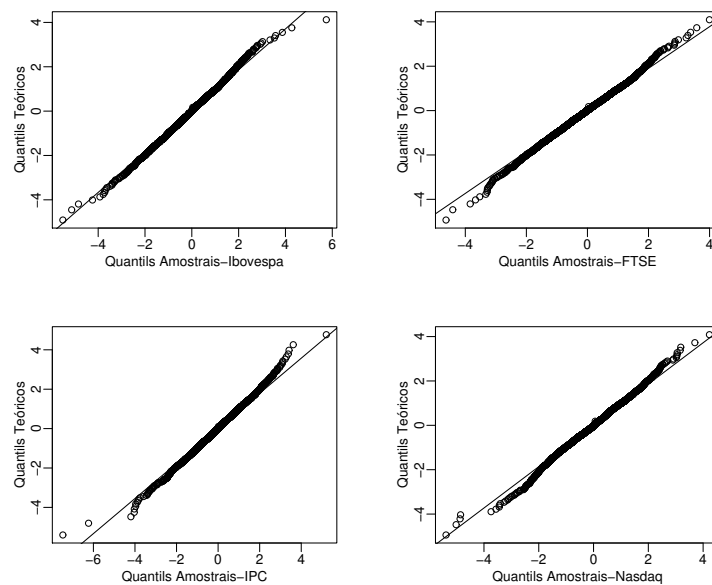 4
2
0
−2
−4
Quantils Teóricos
−4 −2 0 2 4 6
Quantils Amostrais−Ibovespa
4
2
0
−2
−4
Quantils Teóricos
−4 −2 0 2 4
Quantils Amostrais−FTSE
4
2
0
−2
−4
Quantils Teóricos
−6 −4 −2 0 2 4
Quantils Amostrais−IPC
4
2
0
−2
−4
Quantils Teóricos
−4 −2 0 2 4
Quantils Amostrais−Nasdaq